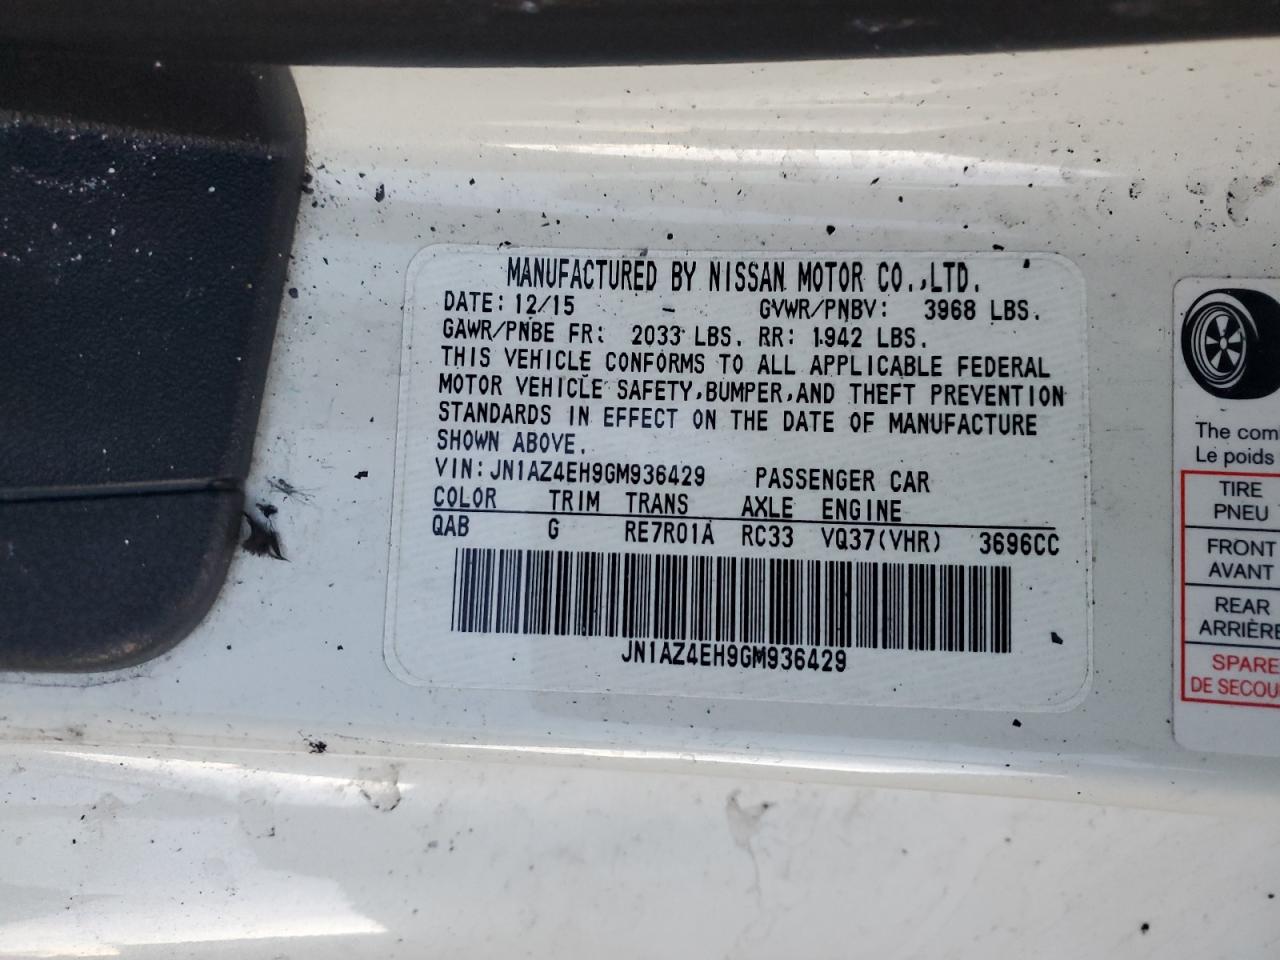 MANUFACTURED BY NISSAN MOTOR CO.,LTD.
DATE: 12/15 GVWR/PNBV: 3968 LBS.
GAWR/PNBE FR: 2033 LBS. RR: 1942 LBS.
THIS VEHICLE CONFORMS TO ALL APPLICABLE FEDERAL
MOTOR VEHICLE SAFETY,BUMPER,AND THEFT PREVENTION
STANDARDS IN EFFECT ON THE DATE OF MANUFACTURE
SHOWN ABOVE.
VIN: JN1AZ4EH9GM936429 PASSENGER CAR
COLOR TRIM TRANS AXLE ENGINE
QAB G RE7R01A RC33 VQ37(VHR) 3696CC
JN1AZ4EH9GM936429
The
Le poids
TIRE
PNEU
FRONT
AVANT
REAR
ARRIÈRE
SPARE
DE